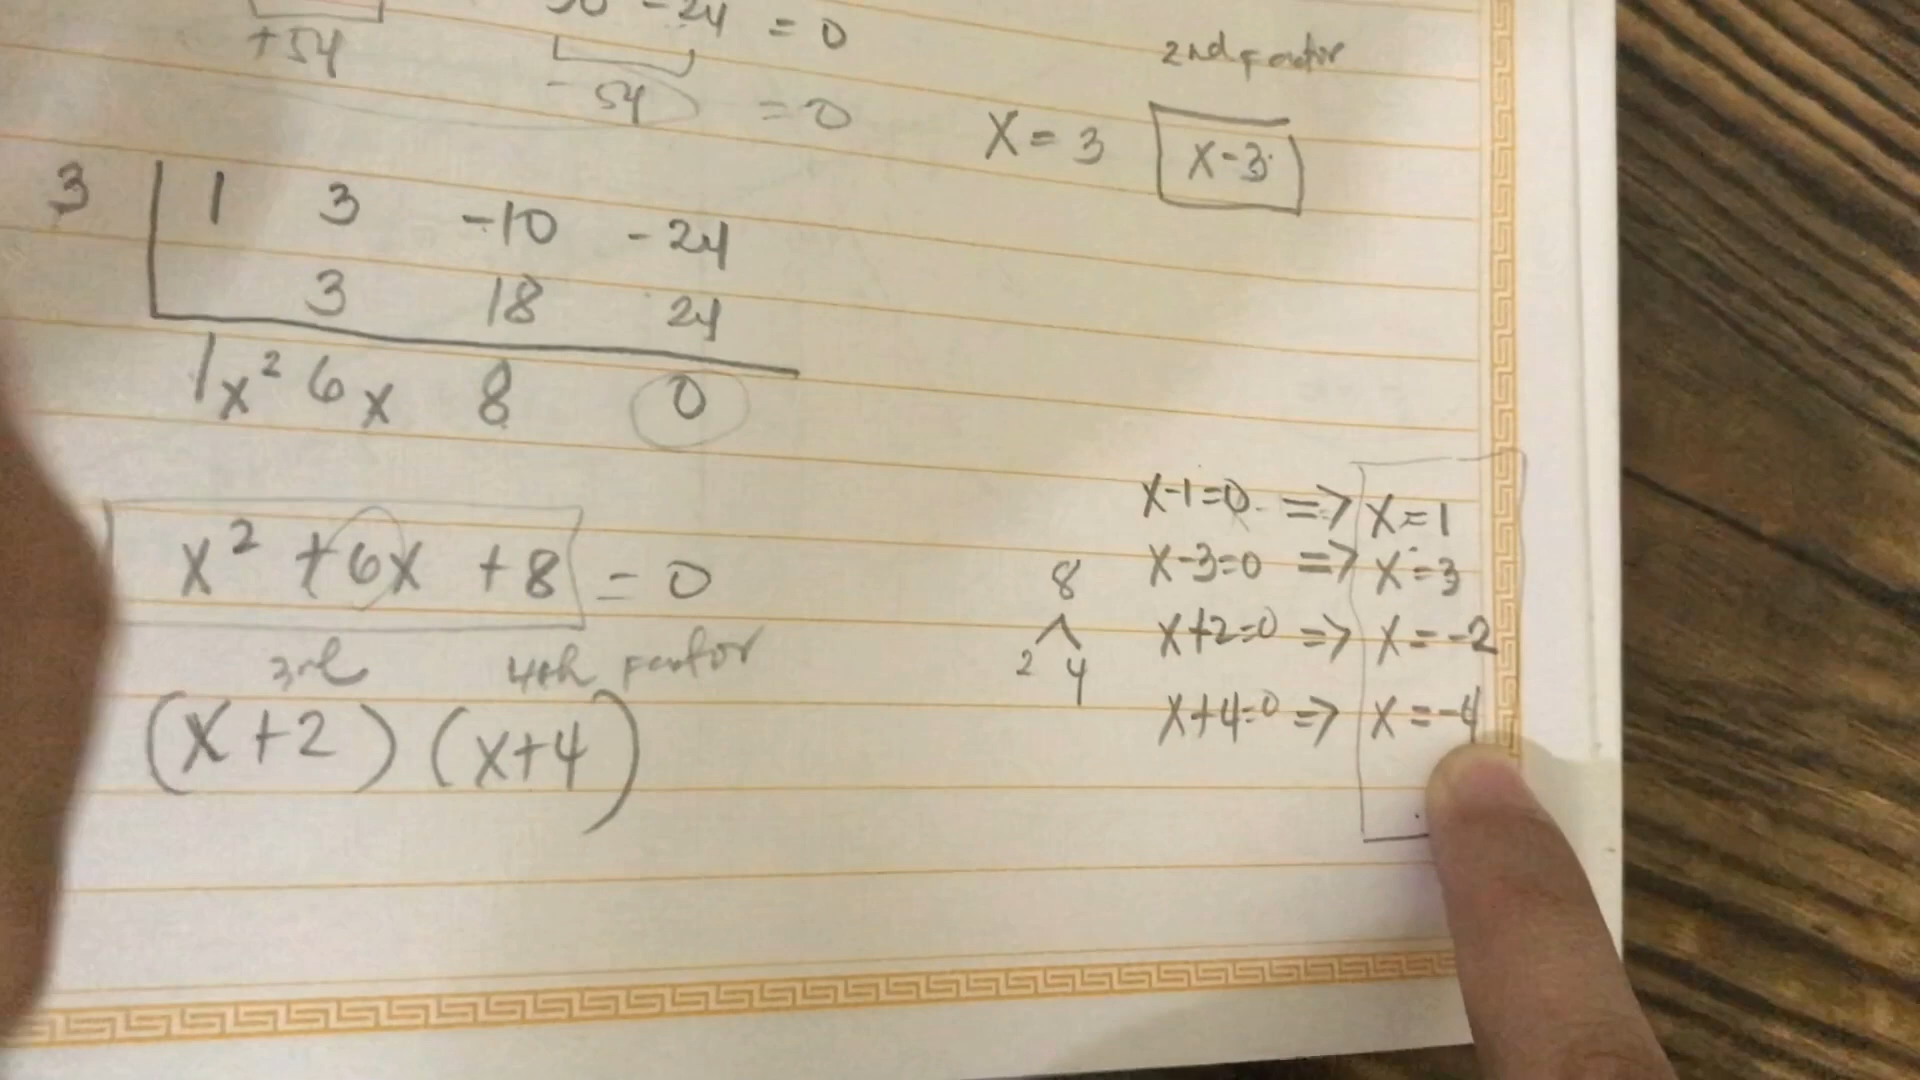 +54
-24 = 0
- 54 = 0
2nd Factor
X = 3 X-3
3 1 3 -10 -24
3 18 24
1x² 6x 8 0
x² +6x +8 = 0
3rd 4th Factor
(x+2) (x+4)
8
2 4
x-1=0 => x=1
x-3=0 => x=3
x+2=0 => x=-2
x+4=0 => x=-4